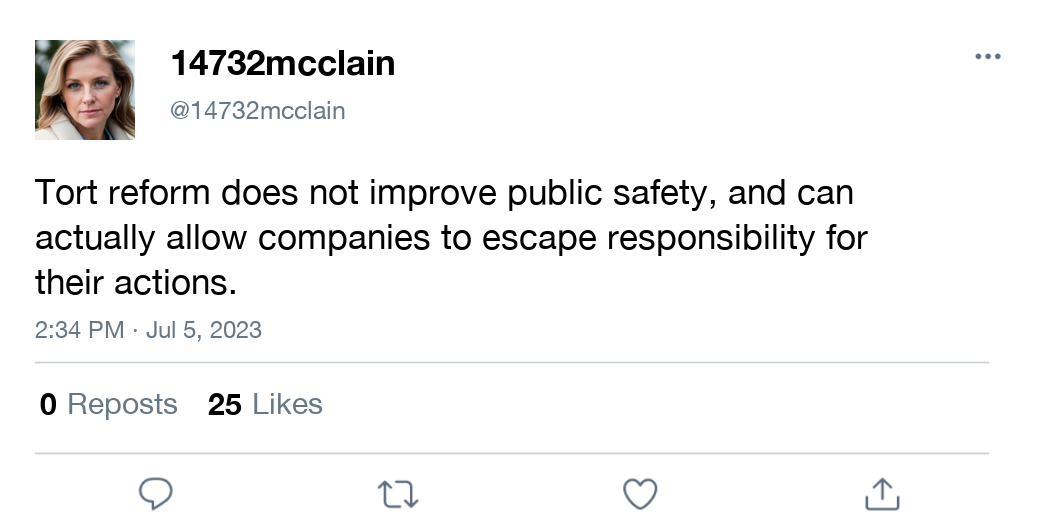 14732mcclain
@14732mcclain
Tort reform does not improve public safety, and can
actually allow companies to escape responsibility for
their actions.
2:34 PM · Jul 5, 2023
0 Reposts 25 Likes